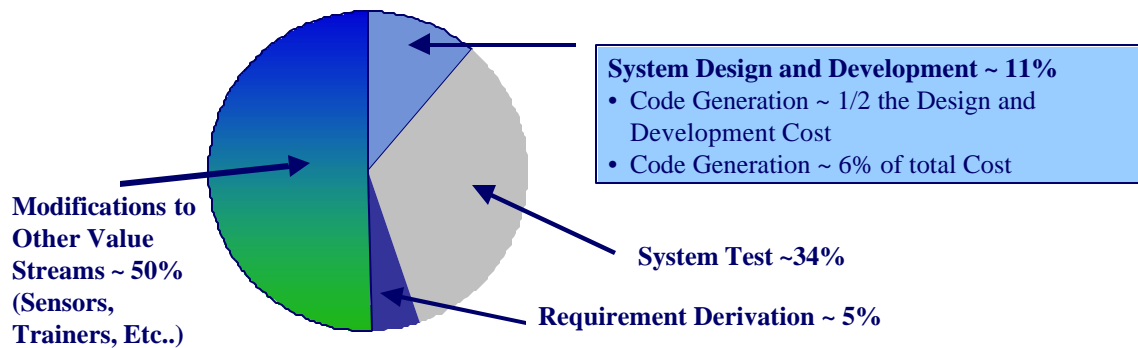 System Design and Development ~ 11%
• Code Generation ~ 1/2 the Design and
Development Cost
• Code Generation ~ 6% of total Cost
Modifications to
Other Value
Streams ~ 50%
(Sensors,
Trainers, Etc..)
System Test ~34%
Requirement Derivation ~ 5%